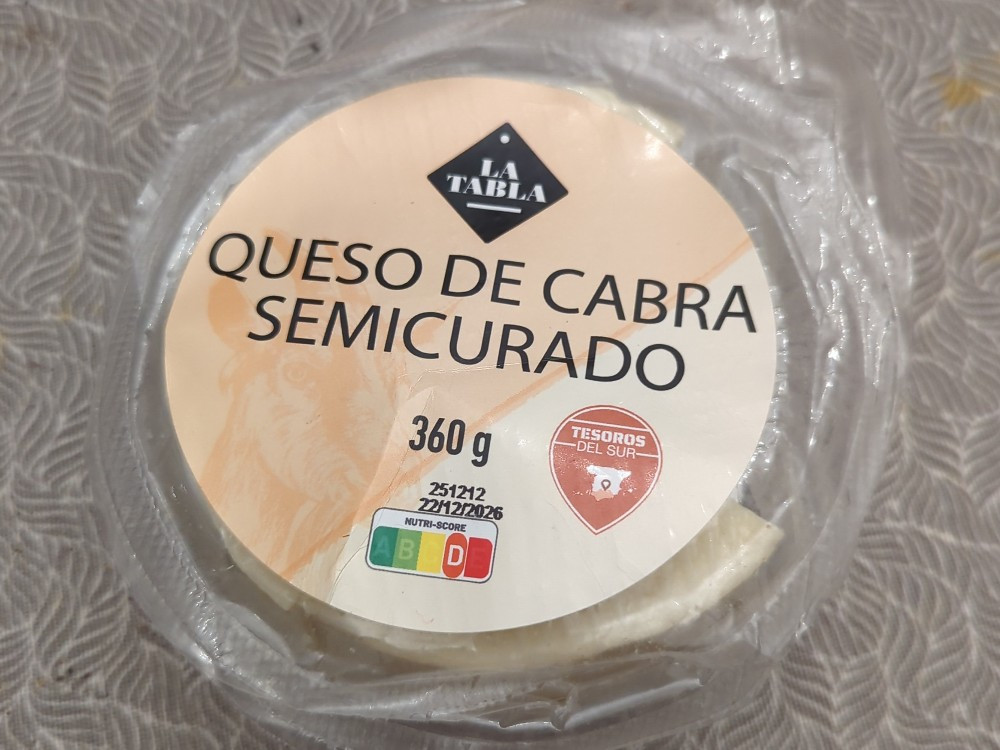 LA
TABLA
QUESO DE CABRA
SEMICURADO
360 g
TESOROS
DEL SUR
251212
22/12/2026
NUTRI-SCORE
A B D